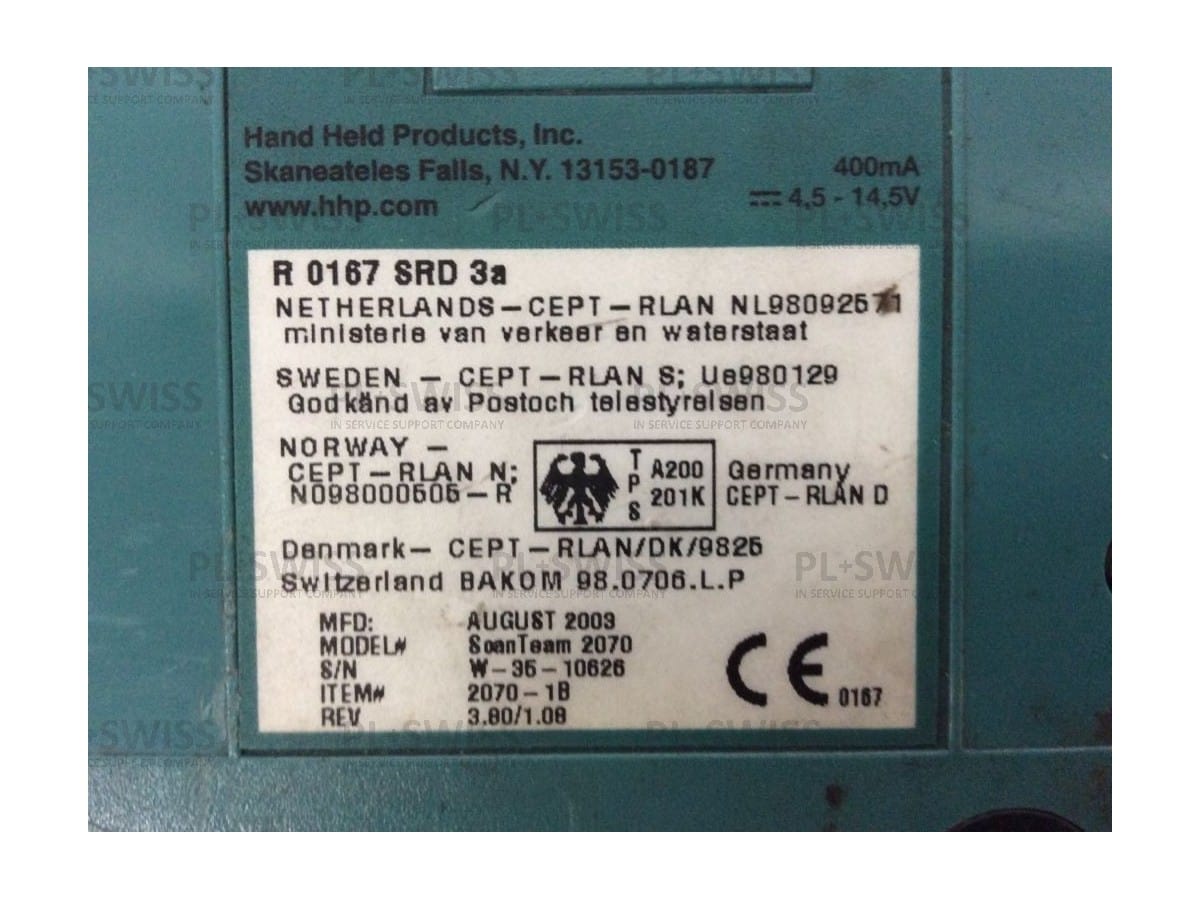 Hand Held Products, Inc.
Skaneateles Falls, N.Y. 13153-0187
www.hhp.com
400mA
4,5 - 14,5V
R 0167 SRD 3a
NETHERLANDS-CEPT-RLAN NL98092571
ministerie van verkeer en waterstaat
SWEDEN - CEPT-RLAN S; Ue980129
Godkänd av Postoch telestyrelsen
NORWAY -
CEPT-RLAN N;
N098000505-R
T P S
A200
201K
Germany
CEPT-RLAN D
Denmark- CEPT-RLAN/DK/9825
Switzerland BAKOM 98.0706.L.P
MFD: AUGUST 2003
MODEL# ScanTeam 2070
S/N W-35-10626
ITEM# 2070-1B
REV 3.80/1.08
CE 0167
PL+SWISS
IN SERVICE SUPPORT COMPANY